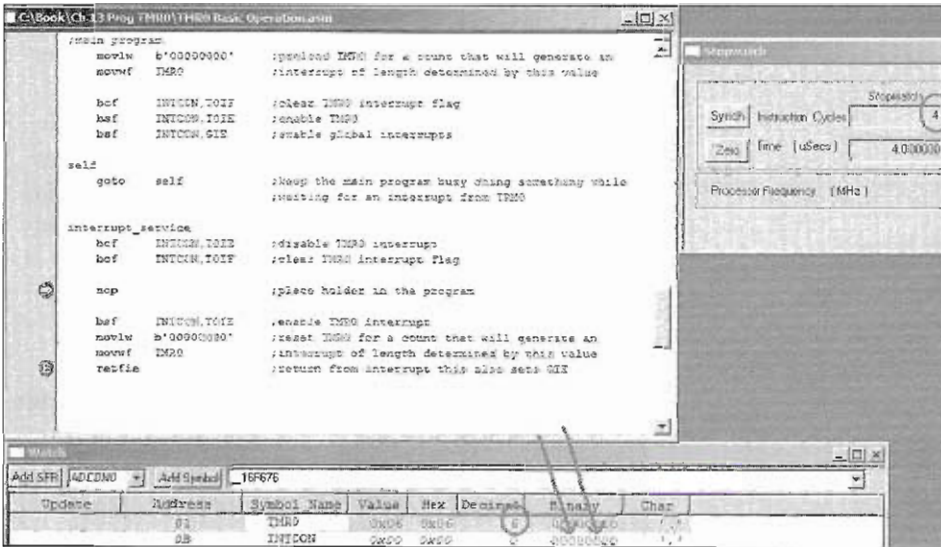 C:\Book\Ch 13 Prog TMR0\TMR0 Basic Operation.asm
;main program
movlw b'00000000' ;preload TMR0 for a count that will generate an
movwf TMR0 ;interrupt of length determined by this value
bcf INTCON,T0IF ;clear TMR0 interrupt flag
bsf INTCON,T0IE ;enable TMR0
bsf INTCON,GIE ;enable global interrupts
self
goto self ;keep the main program busy ding something while
;waiting for an interrupt from TRM0
interrupt_service
bcf INTCON,T0IE ;disable TMR0 interrupt
bcf INTCON,T0IF ;clear TMR0 interrupt flag
nop ;place holder in the program
bsf INTCON,T0IE ;enable TMR0 interrupt
movlw b'00000000' ;reset TMR0 for a count that will generate an
movwf TMR0 ;interrupt of length determined by this value
retfie ;return from interrupt this also sets GIE
Stopwatch
Stopwatch
Synch Instruction Cycles 4
Zero Time (uSecs) 4.000000
Processor Frequency (MHz)
Watch
Add SFR ADCON0 Add Symbol _16F676
Update Address Symbol Name Value Hex Decimal Binary Char
01 TMR0 0x06 0x06 6 '.'
0B INTCON 0x00 0x00 0 00000000 '.'